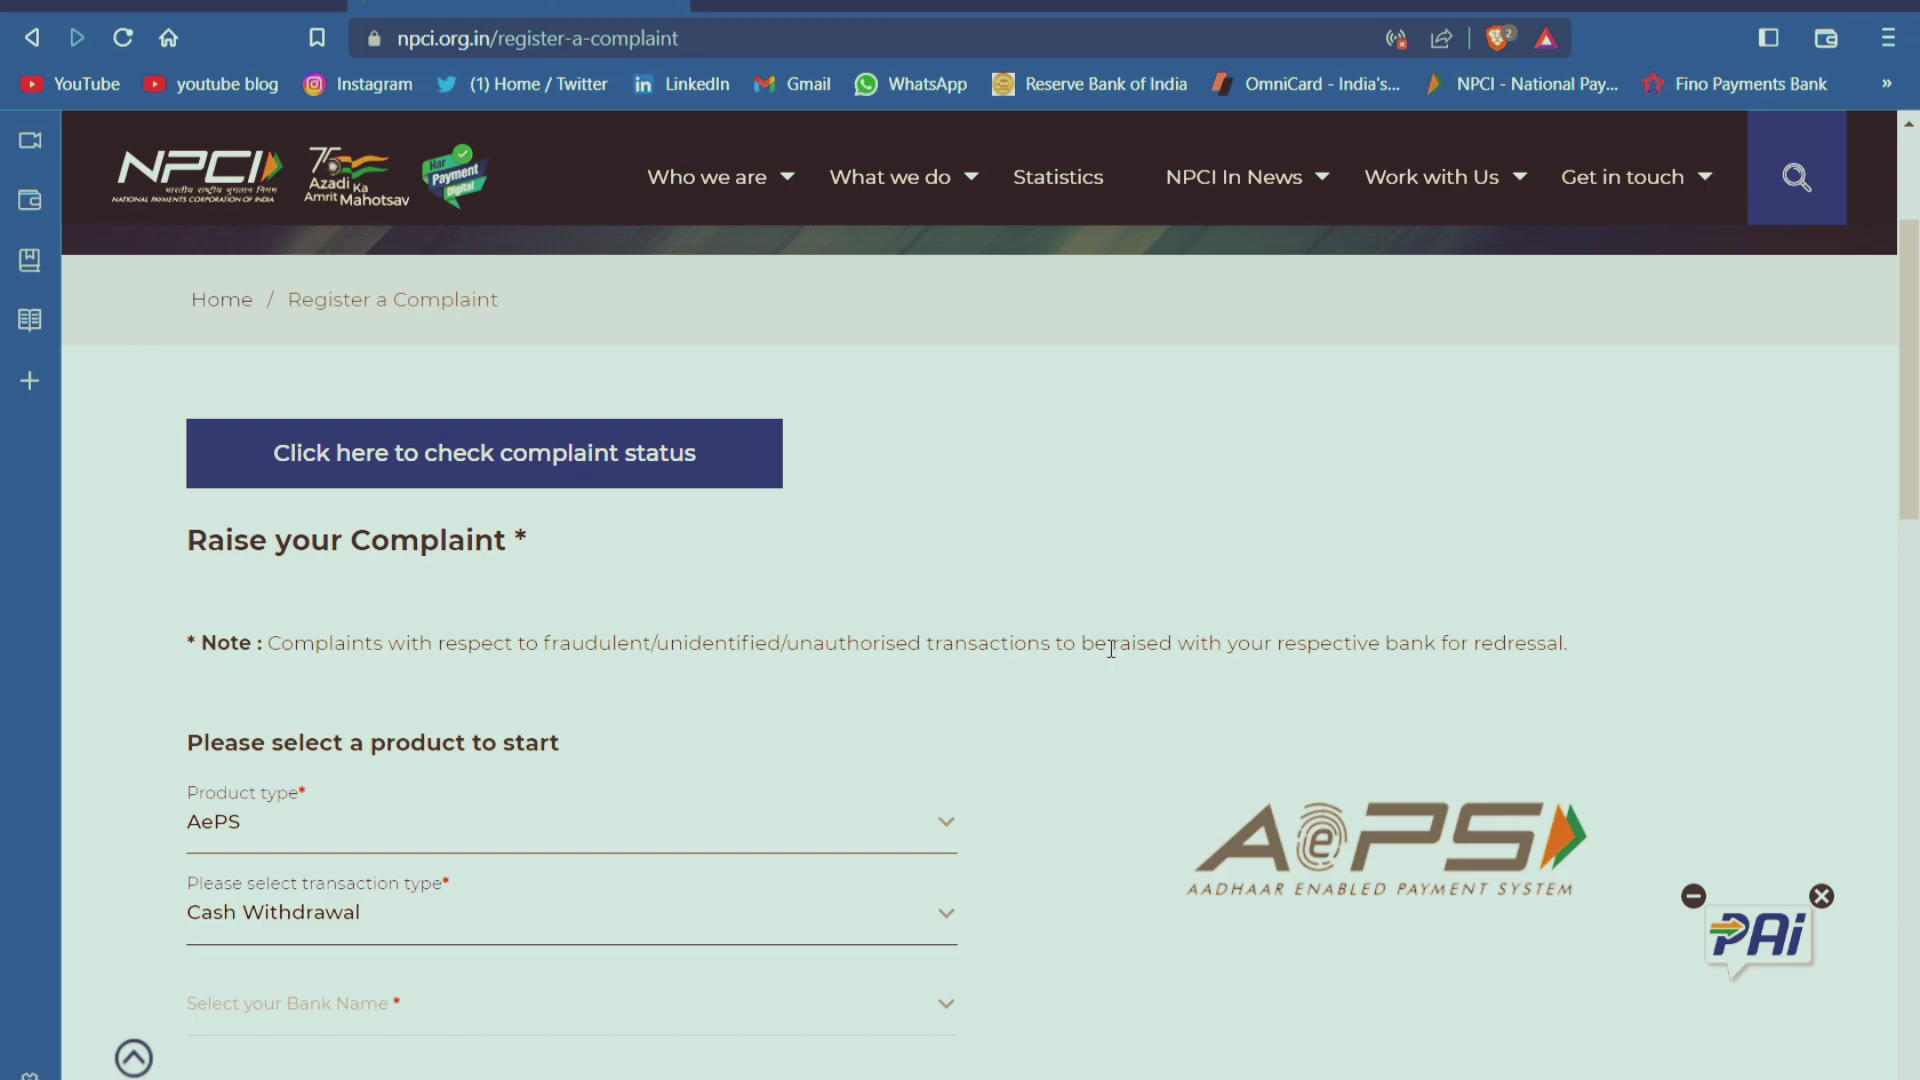 npci.org.in/register-a-complaint
2
YouTube youtube blog Instagram (1) Home / Twitter LinkedIn Gmail WhatsApp Reserve Bank of India OmniCard - India's... NPCI - National Pay... Fino Payments Bank »
NPCI
भारतीय राष्ट्रीय भुगतान निगम
NATIONAL PAYMENTS CORPORATION OF INDIA
75
Azadi Ka
Amrit Mahotsav
Har
Payment
Digital
Who we are What we do Statistics NPCI In News Work with Us Get in touch
Home / Register a Complaint
Click here to check complaint status
Raise your Complaint *
* Note : Complaints with respect to fraudulent/unidentified/unauthorised transactions to be raised with your respective bank for redressal.
Please select a product to start
Product type*
AePS
Please select transaction type*
Cash Withdrawal
Select your Bank Name *
AePS
AADHAAR ENABLED PAYMENT SYSTEM
PAi